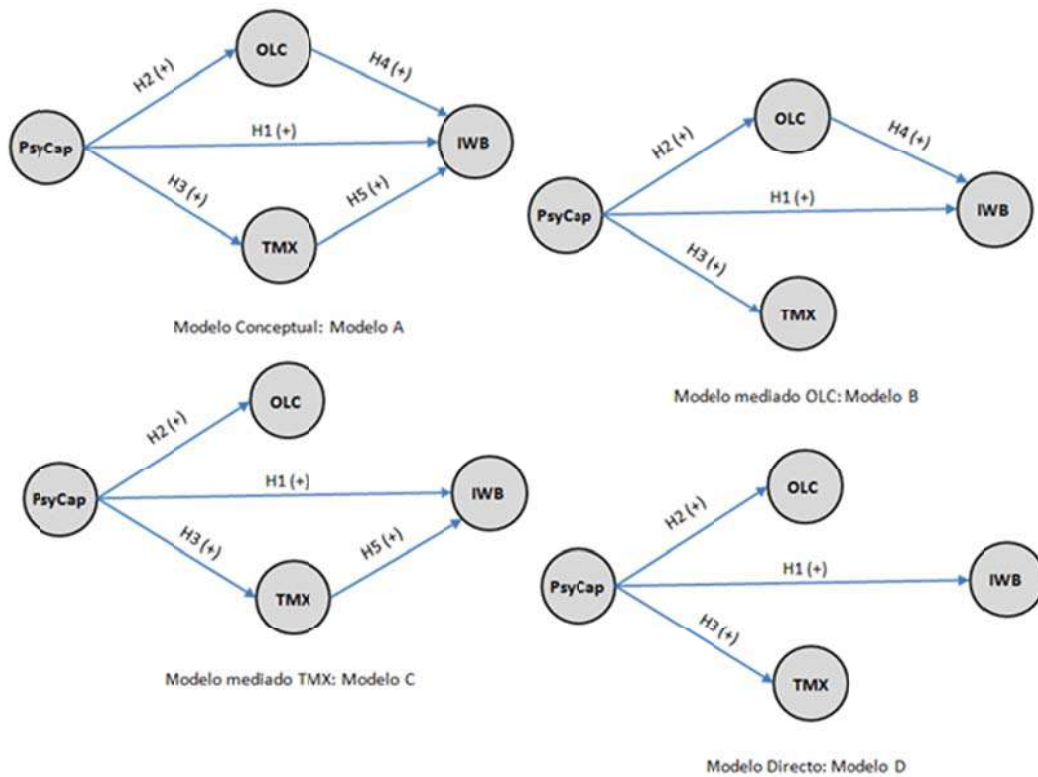 OLC
H2 (+)
H4 (+)
PsyCap
H1 (+)
IWB
H3 (+)
H5 (+)
TMX
Modelo Conceptual: Modelo A
OLC
H2 (+)
H4 (+)
PsyCap
H1 (+)
IWB
H3 (+)
TMX
Modelo mediado OLC: Modelo B
OLC
H2 (+)
PsyCap
H1 (+)
IWB
H3 (+)
H5 (+)
TMX
Modelo mediado TMX: Modelo C
OLC
H2 (+)
PsyCap
H1 (+)
IWB
H3 (+)
TMX
Modelo Directo: Modelo D